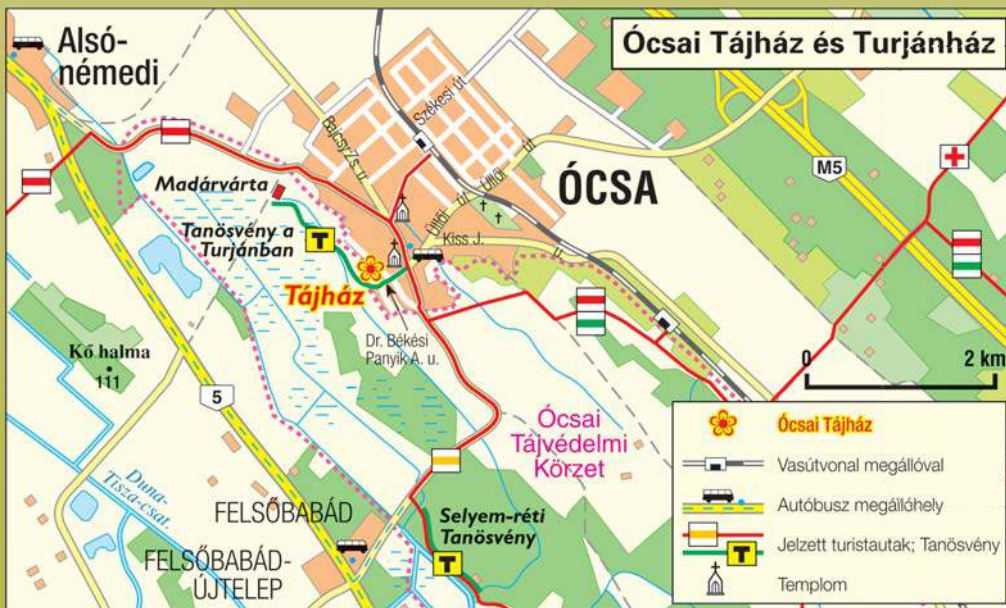 Ócsai Tájház és Turjánház
Alsó-
némedi
Székesi út
Bajcsy Zs. u.
Üllői út
M5
ÓCSA
Madárvárta
Tanösvény a
Turjánban
T
Üllői út
Kiss J. u.
Tájház
Dr. Békési
Panyik A. u.
Kő halma
111
0 2 km
5
Ócsai
Tájvédelmi
Körzet
Duna-
Tisza-csat.
FELSŐBABÁD
FELSŐBABÁD-
ÚJTELEP
Selyem-réti
Tanösvény
T
Ócsai Tájház
Vasútvonal megállóval
Autóbusz megállóhely
Jelzett turistautak; Tanösvény
T
Templom